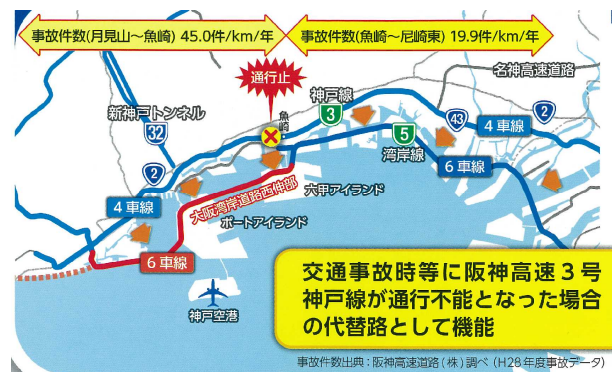 事故件数(月見山～魚崎) 45.0件/km/年
事故件数(魚崎～尼崎東) 19.9件/km/年
通行止
名神高速道路
新神戸トンネル
魚崎
神戸線
32
3
43
2
4車線
5
湾岸線
2
6車線
六甲アイランド
4車線
大阪湾岸道路西伸部
ポートアイランド
6車線
神戸空港
交通事故時等に阪神高速3号
神戸線が通行不能となった場合
の代替路として機能
事故件数出典：阪神高速道路(株)調べ(H28年度事故データ)